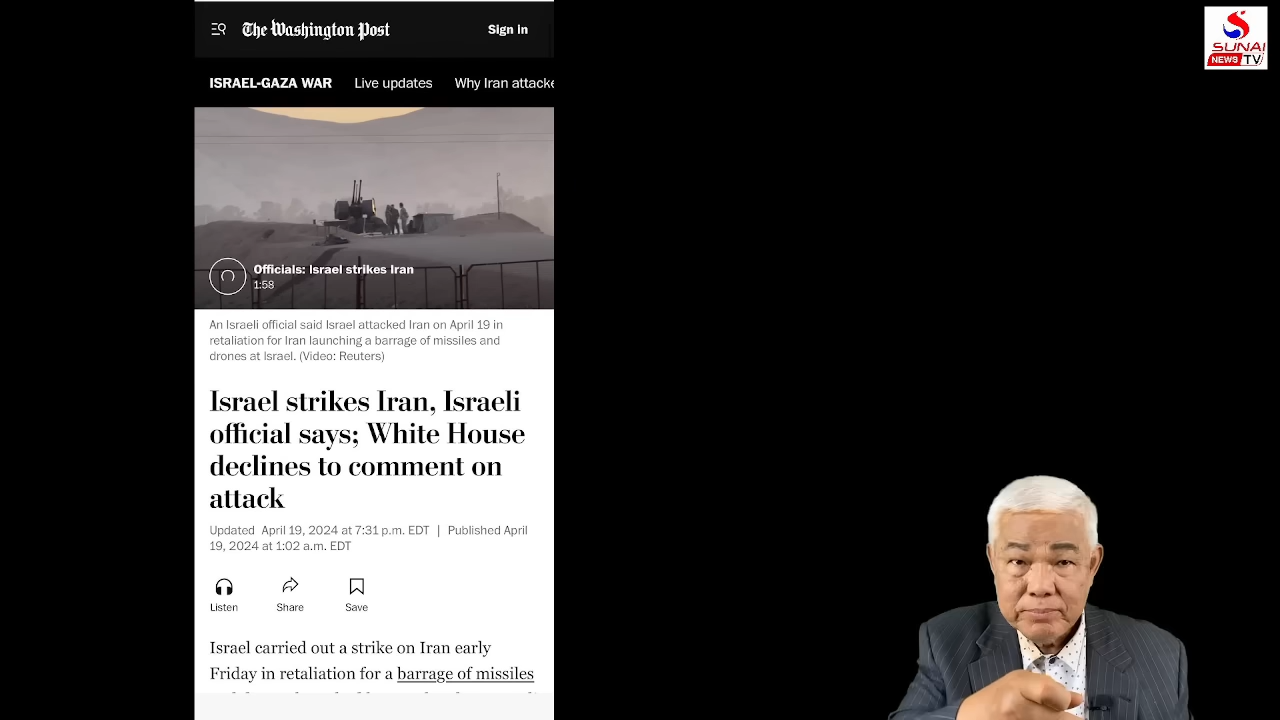 The Washington Post
Sign in
ISRAEL-GAZA WAR Live updates Why Iran attacke
Officials: Israel strikes Iran
1:58
An Israeli official said Israel attacked Iran on April 19 in
retaliation for Iran launching a barrage of missiles and
drones at Israel. (Video: Reuters)
Israel strikes Iran, Israeli
official says; White House
declines to comment on
attack
Updated April 19, 2024 at 7:31 p.m. EDT | Published April
19, 2024 at 1:02 a.m. EDT
Listen Share Save
Israel carried out a strike on Iran early
Friday in retaliation for a barrage of missiles
SUNAI
NEWS TV